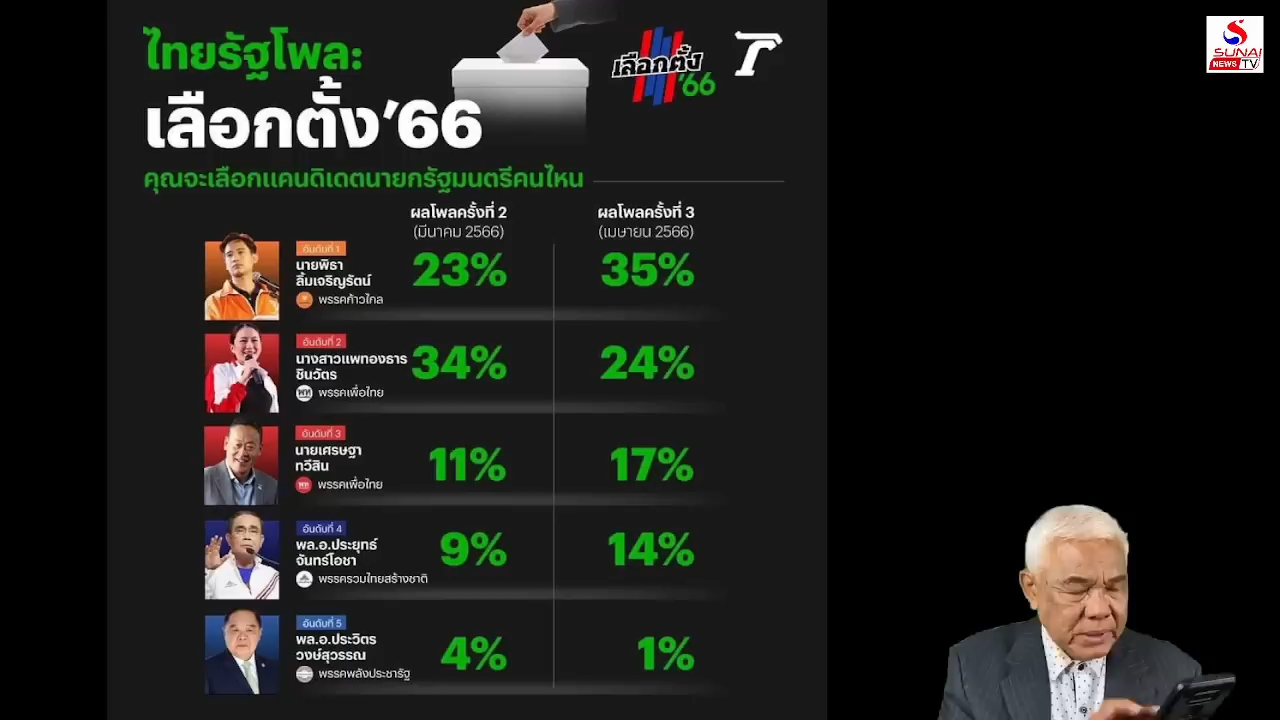 ไทยรัฐโพล:
เลือกตั้ง'66
เลือกตั้ง
'66
T
SUNAI
NEWS TV
คุณจะเลือกแคนดิเดตนายกรัฐมนตรีคนไหน
ผลโพลครั้งที่ 2
(มีนาคม 2566)
ผลโพลครั้งที่ 3
(เมษายน 2566)
อันดับที่ 1
นายพิธา
ลิ้มเจริญรัตน์
พรรคก้าวไกล
23%
35%
อันดับที่ 2
นางสาวแพทองธาร
ชินวัตร
พท
พรรคเพื่อไทย
34%
24%
อันดับที่ 3
นายเศรษฐา
ทวีสิน
พท
พรรคเพื่อไทย
11%
17%
อันดับที่ 4
พล.อ.ประยุทธ์
จันทร์โอชา
พรรครวมไทยสร้างชาติ
9%
14%
อันดับที่ 5
พล.อ.ประวิตร
วงษ์สุวรรณ
พรรคพลังประชารัฐ
4%
1%